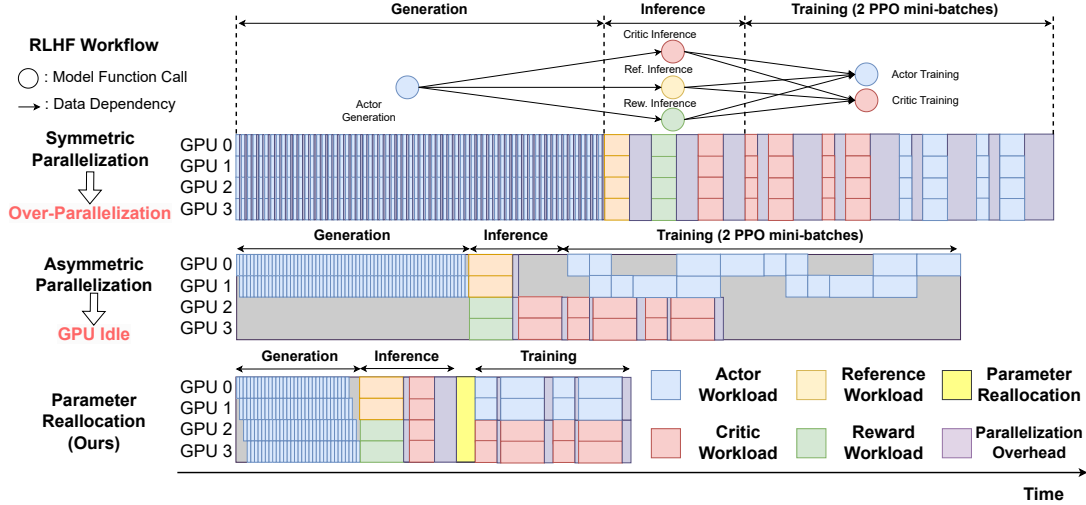 Generation
Inference
Training (2 PPO mini-batches)
RLHF Workflow
: Model Function Call
: Data Dependency
Actor
Generation
Critic Inference
Ref. Inference
Rew. Inference
Actor Training
Critic Training
Symmetric
Parallelization
Over-Parallelization
GPU 0
GPU 1
GPU 2
GPU 3
Generation
Inference
Training (2 PPO mini-batches)
Asymmetric
Parallelization
GPU Idle
GPU 0
GPU 1
GPU 2
GPU 3
Generation
Inference
Training
Parameter
Reallocation
(Ours)
GPU 0
GPU 1
GPU 2
GPU 3
Actor
Workload
Reference
Workload
Parameter
Reallocation
Critic
Workload
Reward
Workload
Parallelization
Overhead
Time